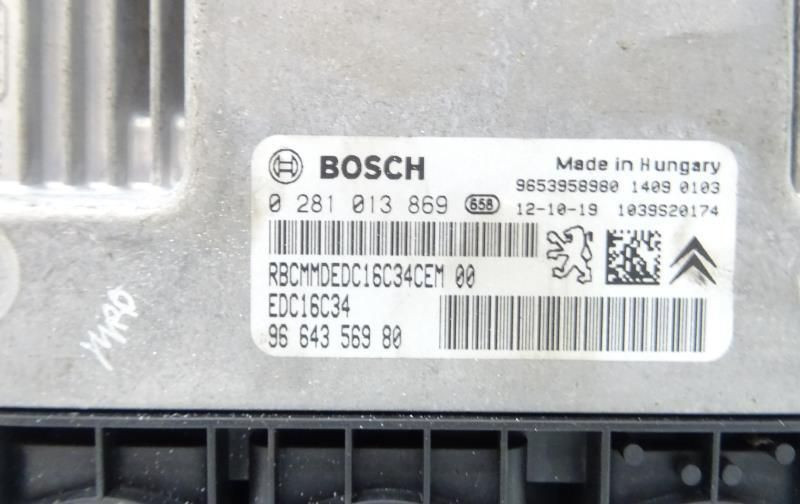 BOSCH
Made in Hungary
9653958980 1409 0103
0 281 013 869 658 12-10-19 1039S20174
RBCMMDEDC16C34CEM 00
EDC16C34
96 643 569 80